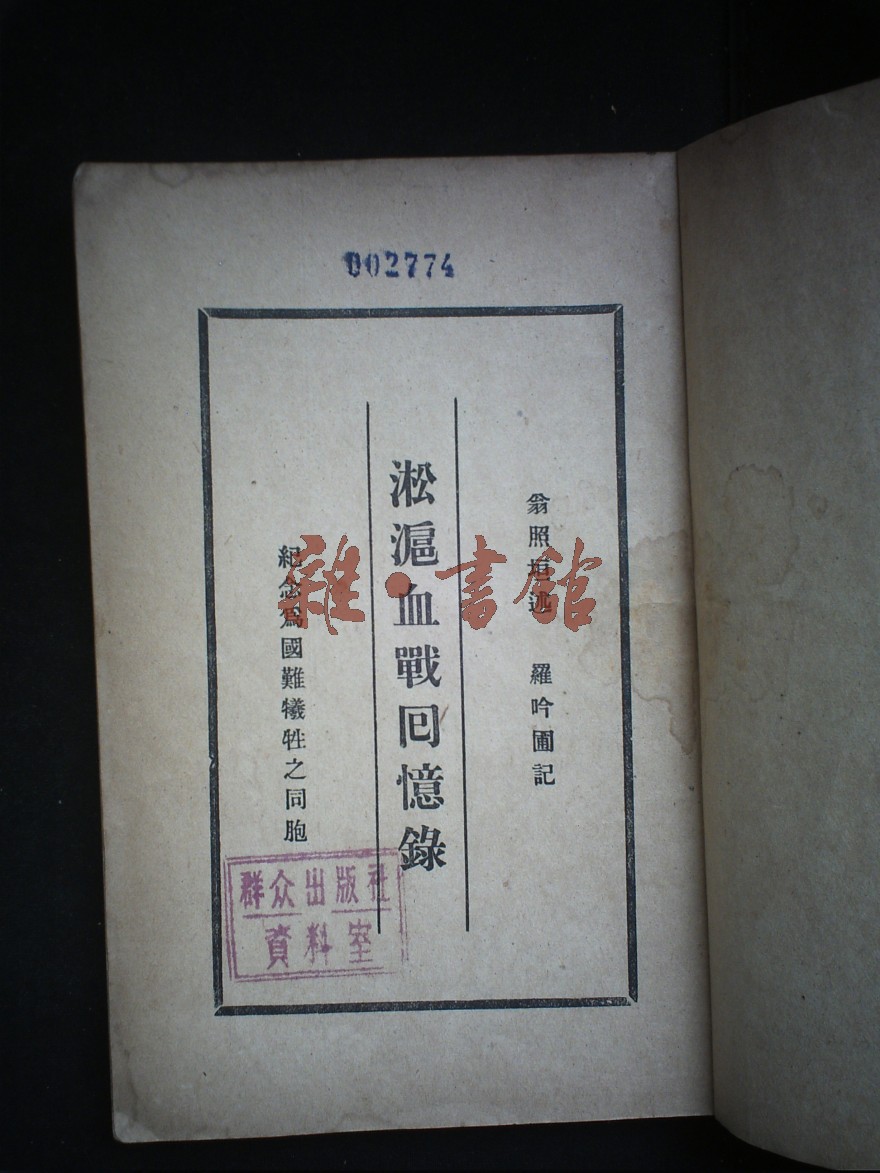 002774
翁照垣述　羅吟圃記
淞滬血戰回憶錄
紀念爲國難犧牲之同胞
雜·書館
群众出版社
資料室